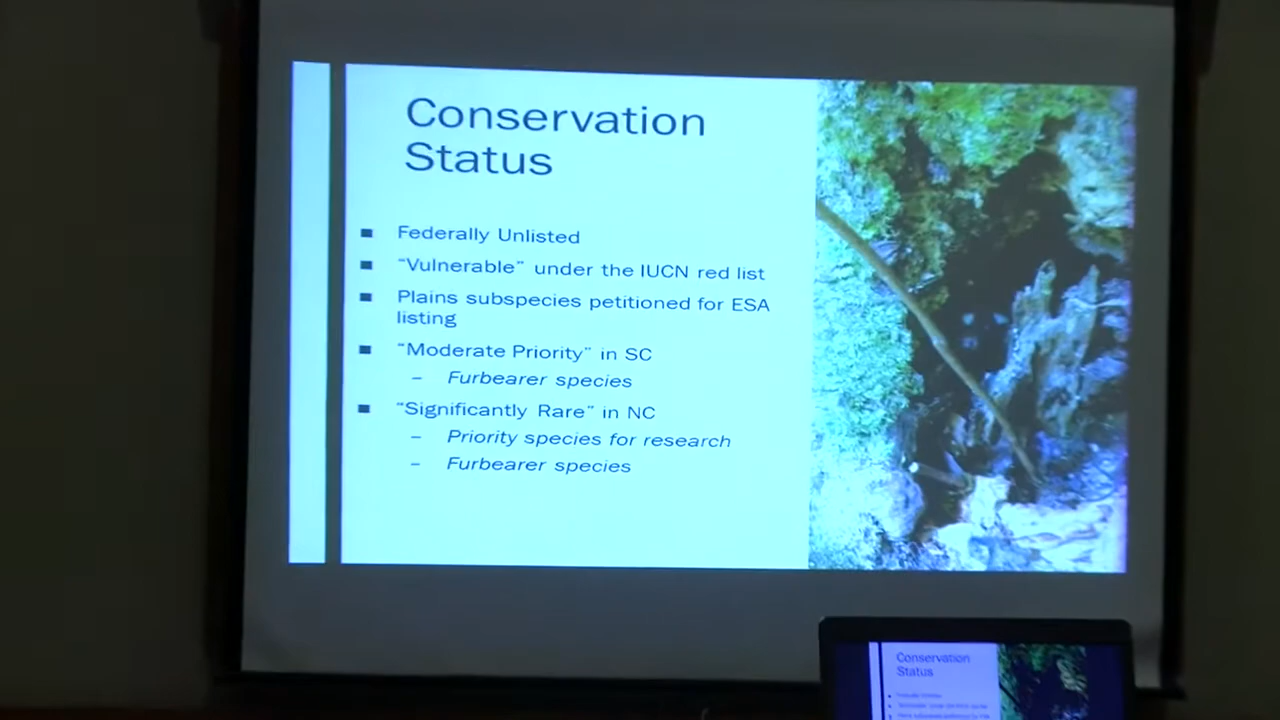 Conservation
Status
Federally Unlisted
“Vulnerable” under the IUCN red list
Plains subspecies petitioned for ESA
listing
“Moderate Priority” in SC
– Furbearer species
“Significantly Rare” in NC
– Priority species for research
– Furbearer species
Conservation
Status